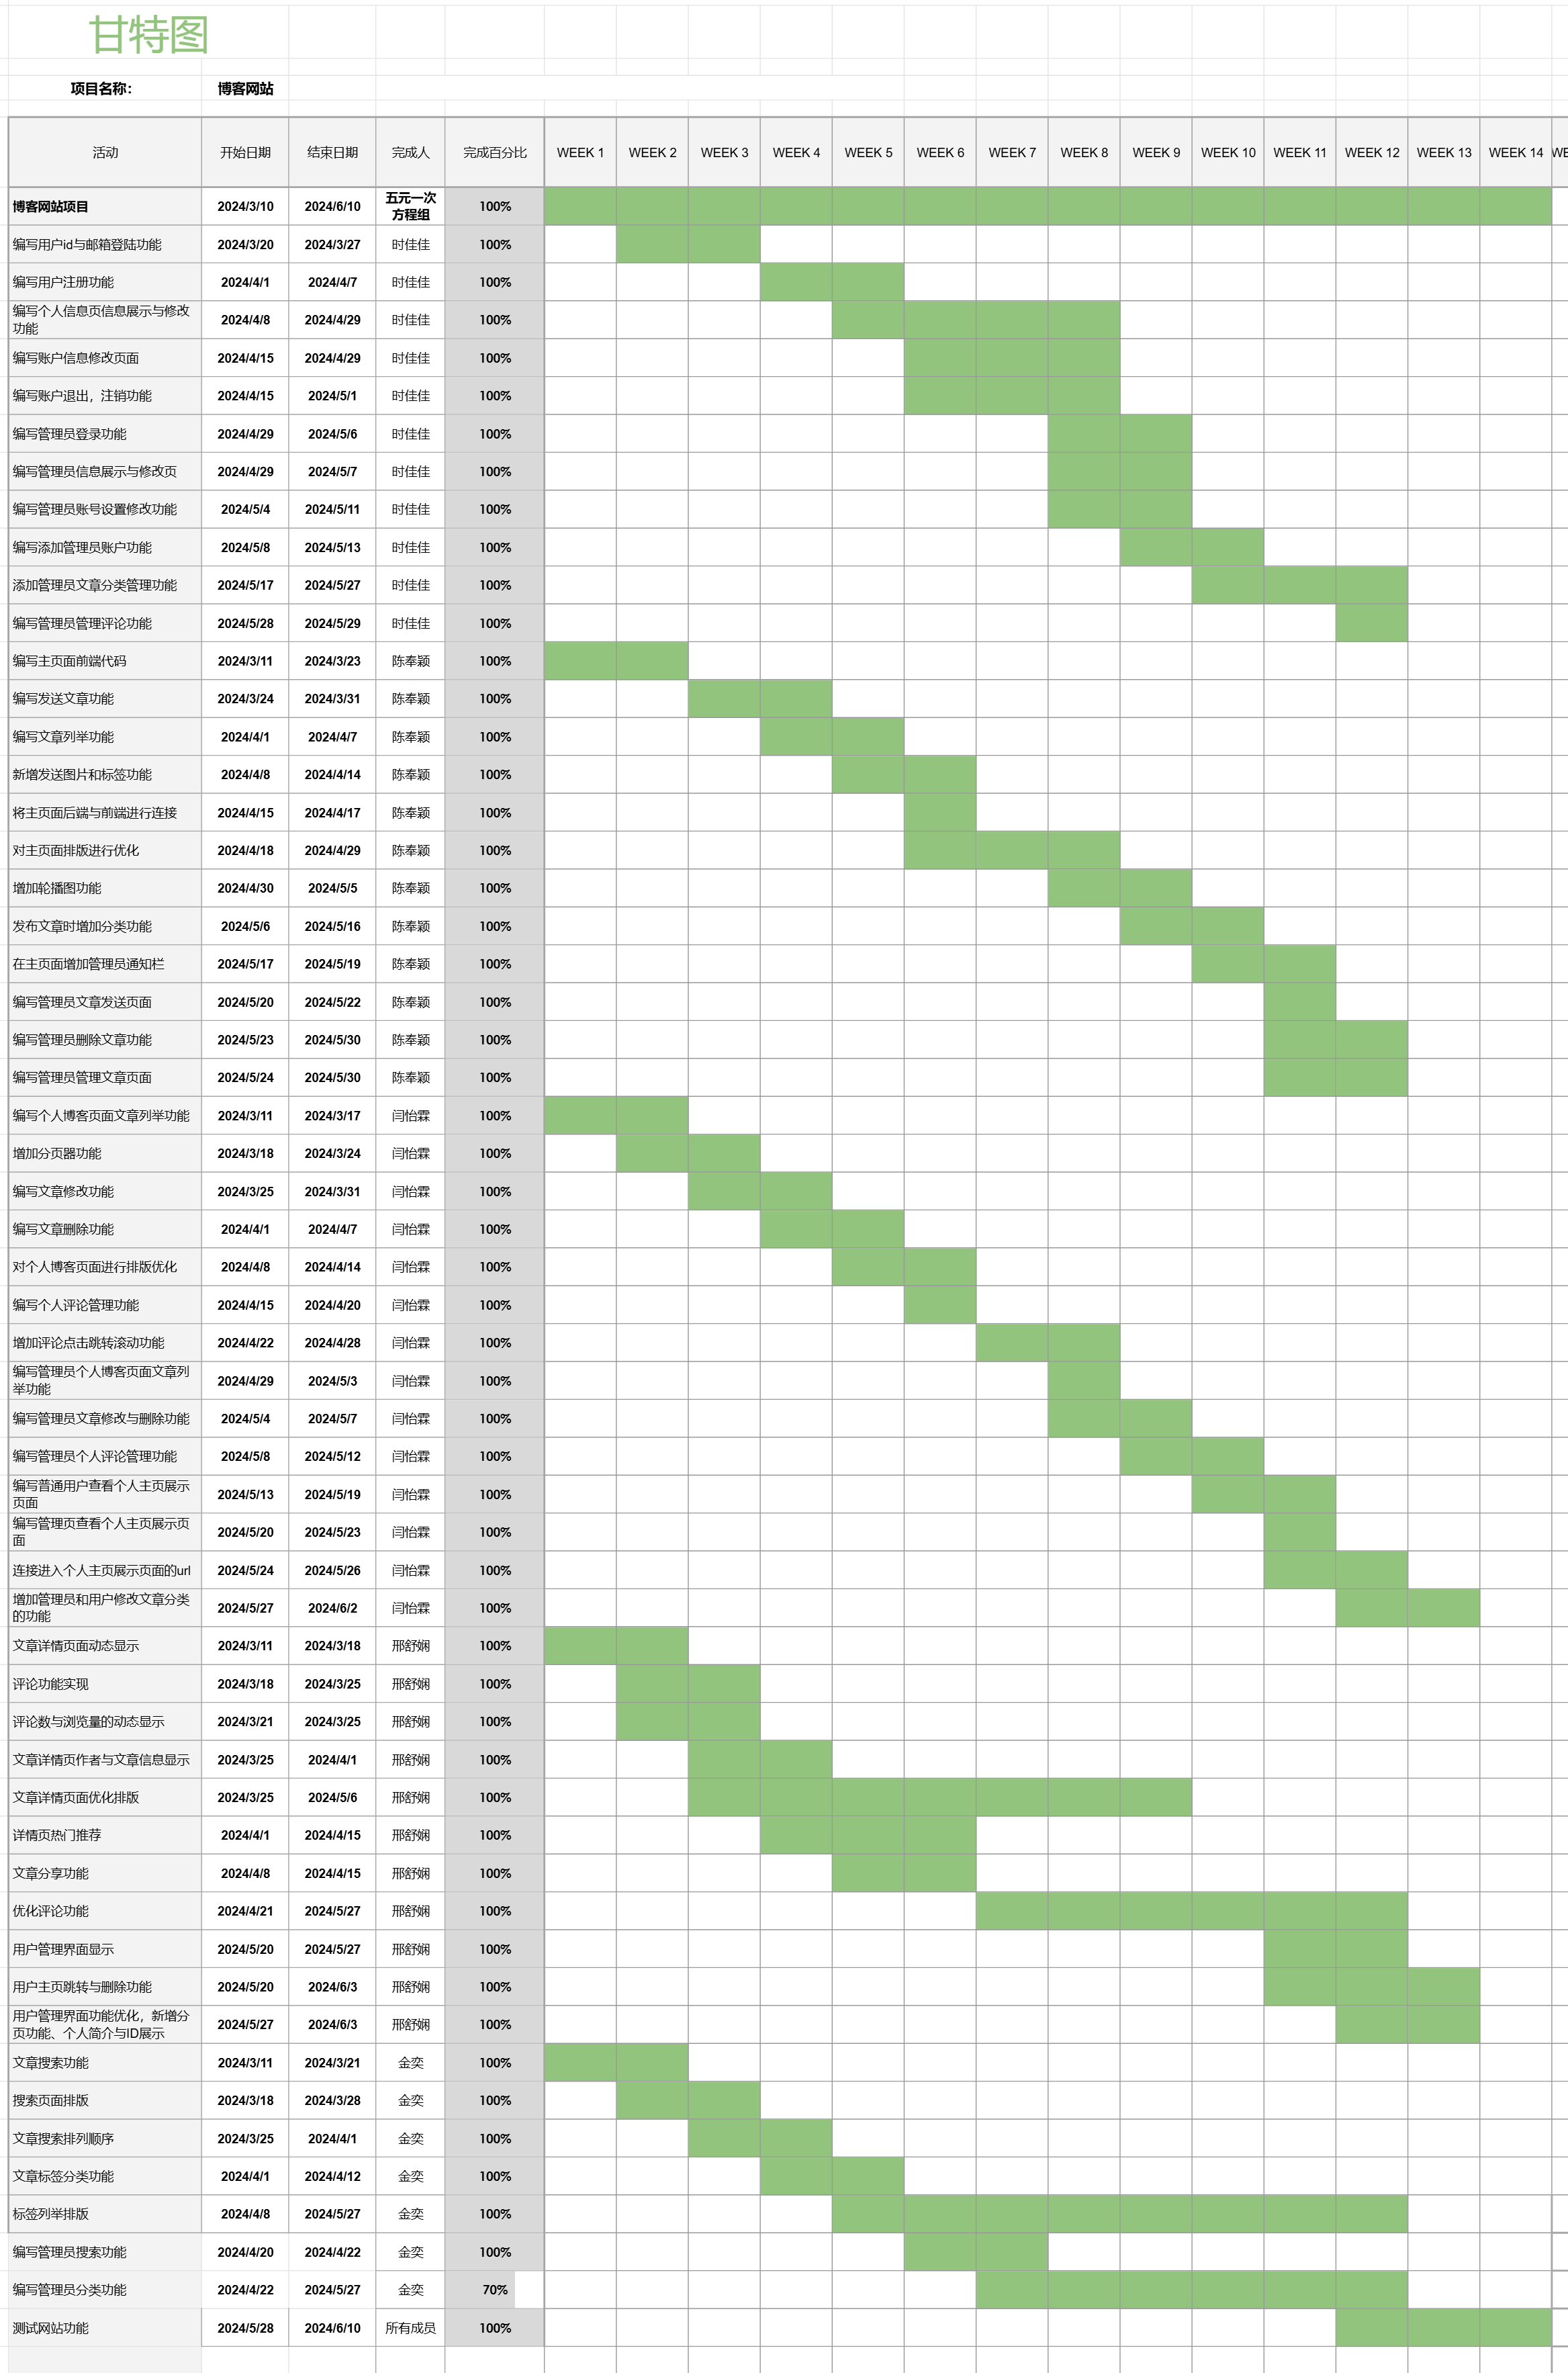 甘特图
项目名称： 博客网站
活动 开始日期 结束日期 完成人 完成百分比 WEEK 1 WEEK 2 WEEK 3 WEEK 4 WEEK 5 WEEK 6 WEEK 7 WEEK 8 WEEK 9 WEEK 10 WEEK 11 WEEK 12 WEEK 13 WEEK 14 WE
博客网站项目 2024/3/10 2024/6/10 五元一次
方程组 100%
编写用户id与邮箱登陆功能 2024/3/20 2024/3/27 时佳佳 100%
编写用户注册功能 2024/4/1 2024/4/7 时佳佳 100%
编写个人信息页信息展示与修改
功能 2024/4/8 2024/4/29 时佳佳 100%
编写账户信息修改页面 2024/4/15 2024/4/29 时佳佳 100%
编写账户退出，注销功能 2024/4/15 2024/5/1 时佳佳 100%
编写管理员登录功能 2024/4/29 2024/5/6 时佳佳 100%
编写管理员信息展示与修改页 2024/4/29 2024/5/7 时佳佳 100%
编写管理员账号设置修改功能 2024/5/4 2024/5/11 时佳佳 100%
编写添加管理员账户功能 2024/5/8 2024/5/13 时佳佳 100%
添加管理员文章分类管理功能 2024/5/17 2024/5/27 时佳佳 100%
编写管理员管理评论功能 2024/5/28 2024/5/29 时佳佳 100%
编写主页面前端代码 2024/3/11 2024/3/23 陈奉颖 100%
编写发送文章功能 2024/3/24 2024/3/31 陈奉颖 100%
编写文章列举功能 2024/4/1 2024/4/7 陈奉颖 100%
新增发送图片和标签功能 2024/4/8 2024/4/14 陈奉颖 100%
将主页面后端与前端进行连接 2024/4/15 2024/4/17 陈奉颖 100%
对主页面排版进行优化 2024/4/18 2024/4/29 陈奉颖 100%
增加轮播图功能 2024/4/30 2024/5/5 陈奉颖 100%
发布文章时增加分类功能 2024/5/6 2024/5/16 陈奉颖 100%
在主页面增加管理员通知栏 2024/5/17 2024/5/19 陈奉颖 100%
编写管理员文章发送页面 2024/5/20 2024/5/22 陈奉颖 100%
编写管理员删除文章功能 2024/5/23 2024/5/30 陈奉颖 100%
编写管理员管理文章页面 2024/5/24 2024/5/30 陈奉颖 100%
编写个人博客页面文章列举功能 2024/3/11 2024/3/17 闫怡霖 100%
增加分页器功能 2024/3/18 2024/3/24 闫怡霖 100%
编写文章修改功能 2024/3/25 2024/3/31 闫怡霖 100%
编写文章删除功能 2024/4/1 2024/4/7 闫怡霖 100%
对个人博客页面进行排版优化 2024/4/8 2024/4/14 闫怡霖 100%
编写个人评论管理功能 2024/4/15 2024/4/20 闫怡霖 100%
增加评论点击跳转滚动功能 2024/4/22 2024/4/28 闫怡霖 100%
编写管理员个人博客页面文章列
举功能 2024/4/29 2024/5/3 闫怡霖 100%
编写管理员文章修改与删除功能 2024/5/4 2024/5/7 闫怡霖 100%
编写管理员个人评论管理功能 2024/5/8 2024/5/12 闫怡霖 100%
编写普通用户查看个人主页展示
页面 2024/5/13 2024/5/19 闫怡霖 100%
编写管理页查看个人主页展示页
面 2024/5/20 2024/5/23 闫怡霖 100%
连接进入个人主页展示页面的url 2024/5/24 2024/5/26 闫怡霖 100%
增加管理员和用户修改文章分类
的功能 2024/5/27 2024/6/2 闫怡霖 100%
文章详情页面动态显示 2024/3/11 2024/3/18 邢舒娴 100%
评论功能实现 2024/3/18 2024/3/25 邢舒娴 100%
评论数与浏览量的动态显示 2024/3/21 2024/3/25 邢舒娴 100%
文章详情页作者与文章信息显示 2024/3/25 2024/4/1 邢舒娴 100%
文章详情页面优化排版 2024/3/25 2024/5/6 邢舒娴 100%
详情页热门推荐 2024/4/1 2024/4/15 邢舒娴 100%
文章分享功能 2024/4/8 2024/4/15 邢舒娴 100%
优化评论功能 2024/4/21 2024/5/27 邢舒娴 100%
用户管理界面显示 2024/5/20 2024/5/27 邢舒娴 100%
用户主页跳转与删除功能 2024/5/20 2024/6/3 邢舒娴 100%
用户管理界面功能优化，新增分
页功能、个人简介与ID展示 2024/5/27 2024/6/3 邢舒娴 100%
文章搜索功能 2024/3/11 2024/3/21 金奕 100%
搜索页面排版 2024/3/18 2024/3/28 金奕 100%
文章搜索排列顺序 2024/3/25 2024/4/1 金奕 100%
文章标签分类功能 2024/4/1 2024/4/12 金奕 100%
标签列举排版 2024/4/8 2024/5/27 金奕 100%
编写管理员搜索功能 2024/4/20 2024/4/22 金奕 100%
编写管理员分类功能 2024/4/22 2024/5/27 金奕 70%
测试网站功能 2024/5/28 2024/6/10 所有成员 100%